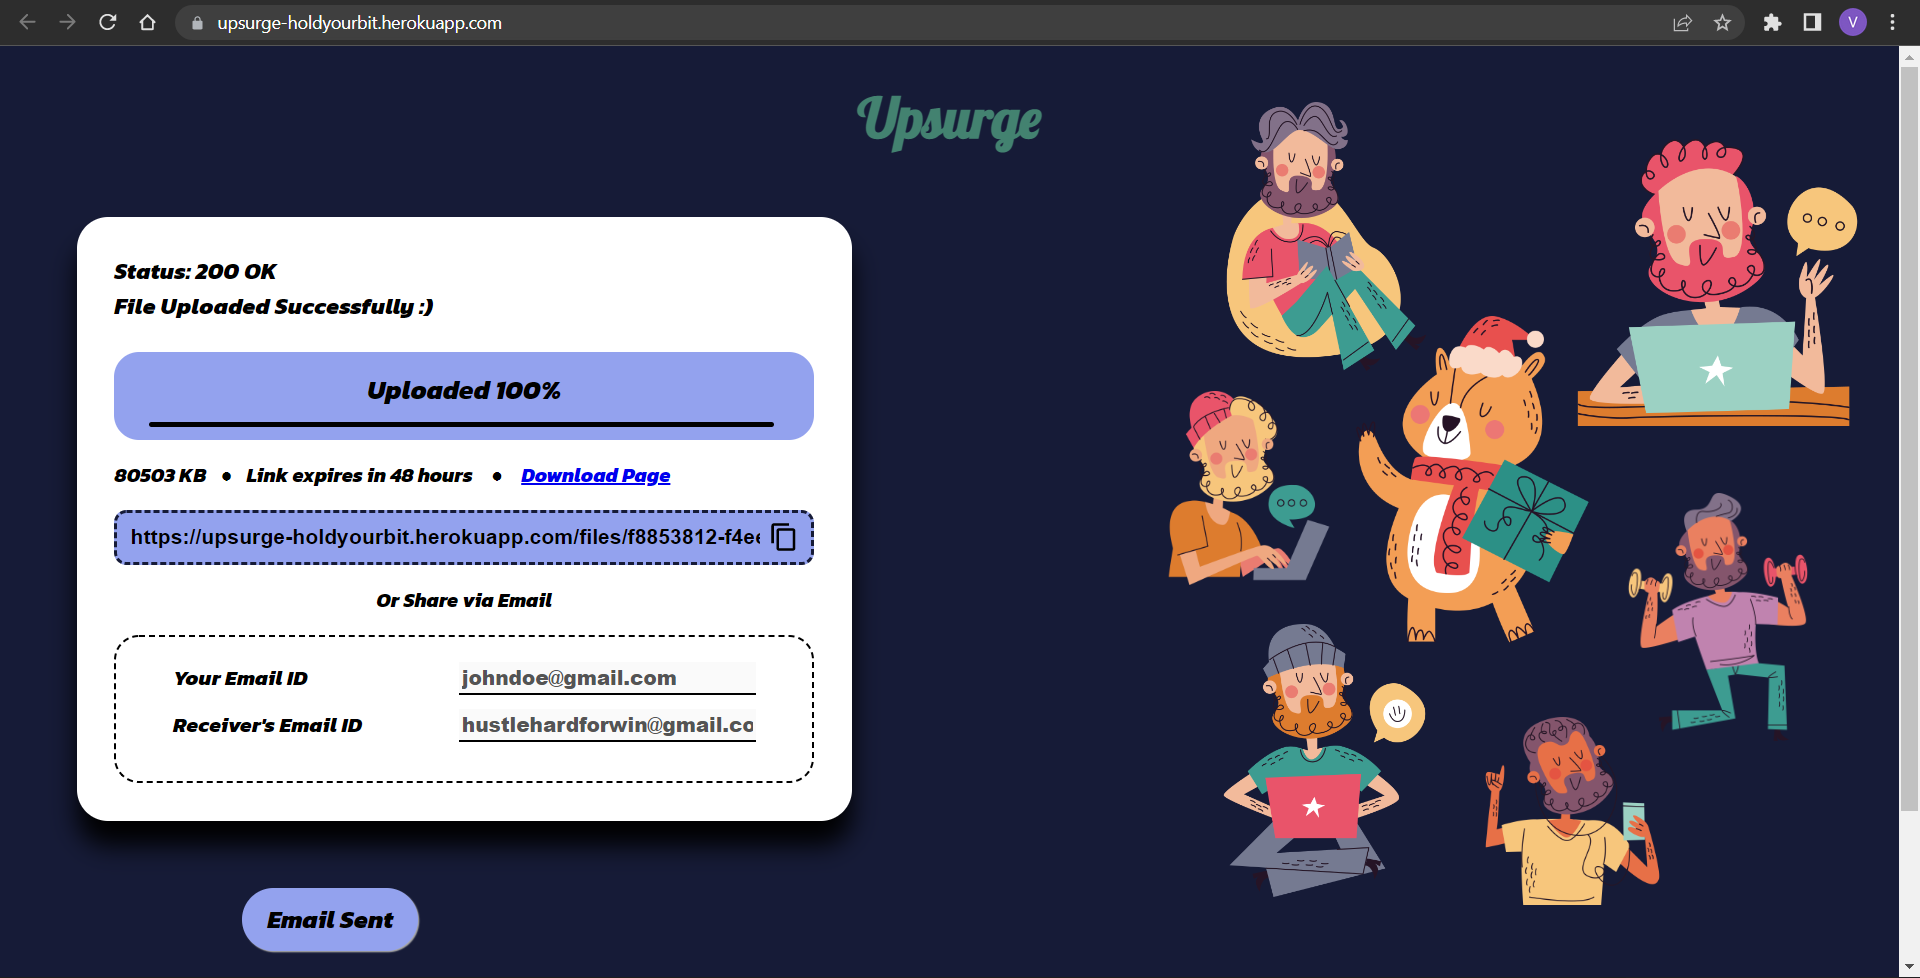 upsurge-holdyourbit.herokuapp.com
V
Upsurge
Status: 200 OK
File Uploaded Successfully :)
Uploaded 100%
80503 KB • Link expires in 48 hours • Download Page
https://upsurge-holdyourbit.herokuapp.com/files/f8853812-f4ee
Or Share via Email
Your Email ID johndoe@gmail.com
Receiver's Email ID hustlehardforwin@gmail.co
Email Sent